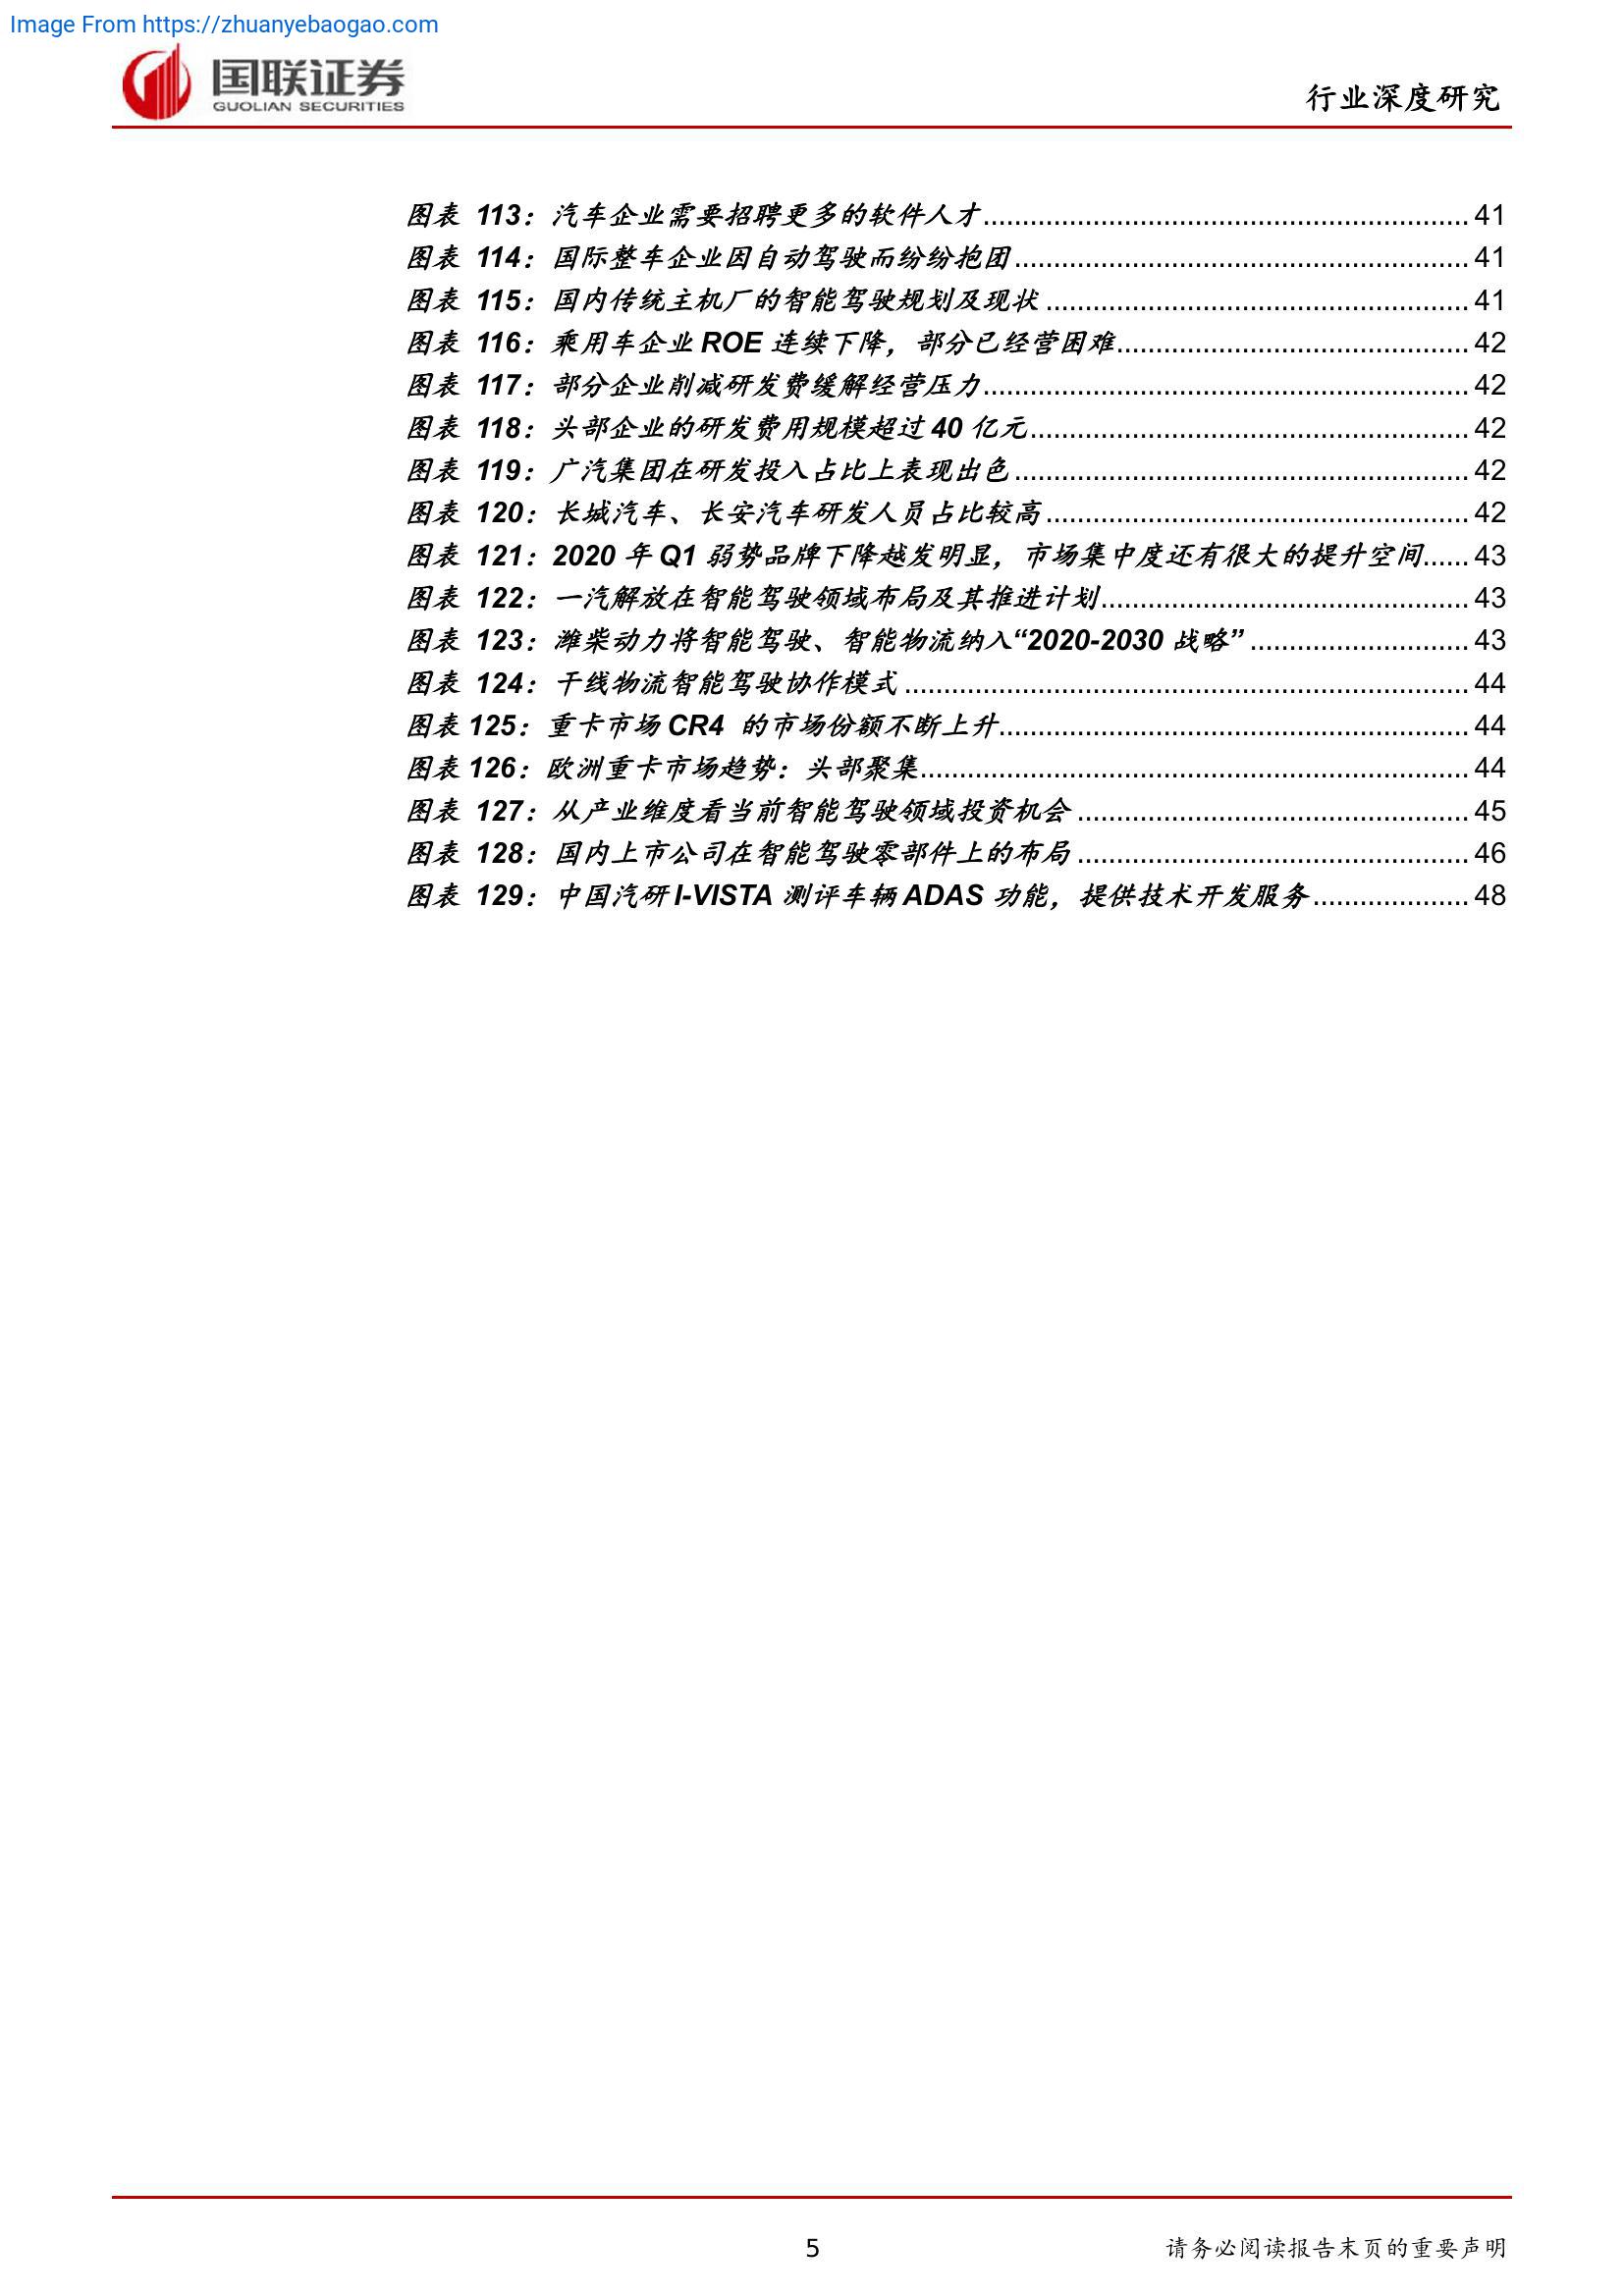 Image From https://zhuanyebaogao.com
国联证券
GUOLIAN SECURITIES
行业深度研究
图表 113：汽车企业需要招聘更多的软件人才.............................................................. 41
图表 114：国际整车企业因自动驾驶而纷纷抱团.......................................................... 41
图表 115：国内传统主机厂的智能驾驶规划及现状 ...................................................... 41
图表 116：乘用车企业 ROE 连续下降，部分已经营困难............................................. 42
图表 117：部分企业削减研发费缓解经营压力.............................................................. 42
图表 118：头部企业的研发费用规模超过 40 亿元........................................................ 42
图表 119：广汽集团在研发投入占比上表现出色.......................................................... 42
图表 120：长城汽车、长安汽车研发人员占比较高...................................................... 42
图表 121：2020 年 Q1 弱势品牌下降越发明显，市场集中度还有很大的提升空间...... 43
图表 122：一汽解放在智能驾驶领域布局及其推进计划............................................... 43
图表 123：潍柴动力将智能驾驶、智能物流纳入“2020-2030 战略” ............................ 43
图表 124：干线物流智能驾驶协作模式 ........................................................................ 44
图表 125：重卡市场 CR4 的市场份额不断上升............................................................ 44
图表 126：欧洲重卡市场趋势：头部聚集...................................................................... 44
图表 127：从产业维度看当前智能驾驶领域投资机会 .................................................. 45
图表 128：国内上市公司在智能驾驶零部件上的布局 .................................................. 46
图表 129：中国汽研 I-VISTA 测评车辆 ADAS 功能，提供技术开发服务.................... 48
5
请务必阅读报告末页的重要声明